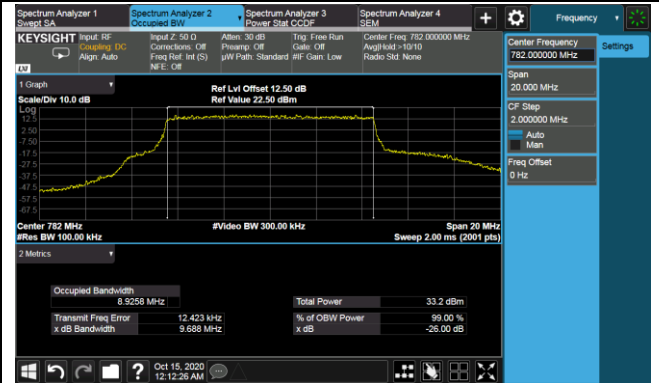 Spectrum Analyzer 1
Swept SA
Spectrum Analyzer 2
Occupied BW
Spectrum Analyzer 3
Power Stat CCDF
Spectrum Analyzer 4
SEM
+
Frequency
KEYSIGHT
Input: RF
Coupling: DC
Align: Auto
Input Z: 50 Ω
Corrections: Off
Freq Ref: Int (S)
NFE: Off
Atten: 30 dB
Preamp: Off
µW Path: Standard
Trig: Free Run
Gate: Off
#IF Gain: Low
Center Freq: 782.000000 MHz
Avg|Hold:>10/10
Radio Std: None
LXI
Center Frequency
782.000000 MHz
Settings
Span
20.000 MHz
CF Step
2.000000 MHz
Auto
Man
Freq Offset
0 Hz
1 Graph
Scale/Div 10.0 dB
Ref Lvl Offset 12.50 dB
Ref Value 22.50 dBm
Log
12.5
2.50
-7.50
-17.5
-27.5
-37.5
-47.5
-57.5
-67.5
Center 782 MHz
#Res BW 100.00 kHz
#Video BW 300.00 kHz
Span 20 MHz
Sweep 2.00 ms (2001 pts)
2 Metrics
Occupied Bandwidth
8.9258 MHz
Total Power 33.2 dBm
Transmit Freq Error 12.423 kHz
% of OBW Power 99.00 %
x dB Bandwidth 9.688 MHz
x dB -26.00 dB
?
Oct 15, 2020
12:12:26 AM